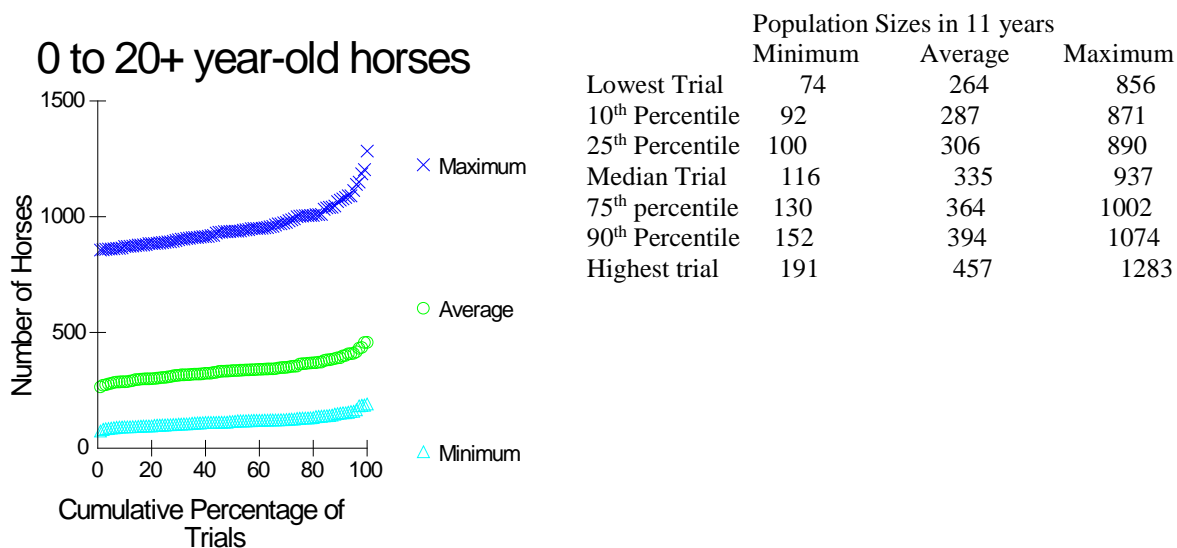 0 to 20+ year-old horses
Number of Horses
1500
1000
500
0
0 20 40 60 80 100
Cumulative Percentage of
Trials
Maximum
Average
Minimum
Population Sizes in 11 years
Minimum Average Maximum
Lowest Trial 74 264 856
10th Percentile 92 287 871
25th Percentile 100 306 890
Median Trial 116 335 937
75th percentile 130 364 1002
90th Percentile 152 394 1074
Highest trial 191 457 1283